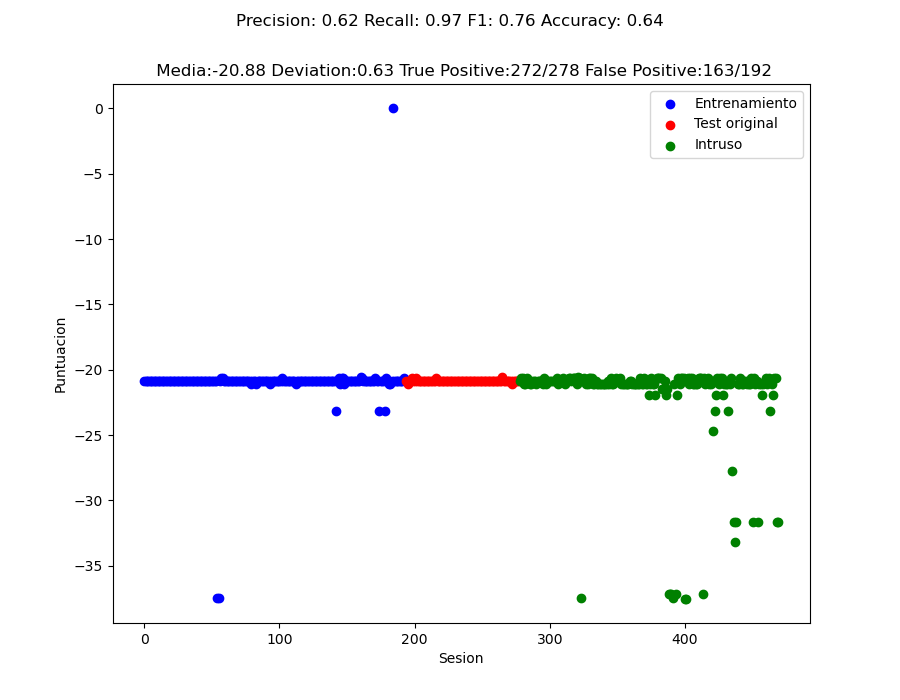 Precision: 0.62 Recall: 0.97 F1: 0.76 Accuracy: 0.64
Media:-20.88 Deviation:0.63 True Positive:272/278 False Positive:163/192
Entrenamiento
Test original
Intruso
0
−5
−10
−15
−20
−25
−30
−35
Puntuacion
0 100 200 300 400
Sesion